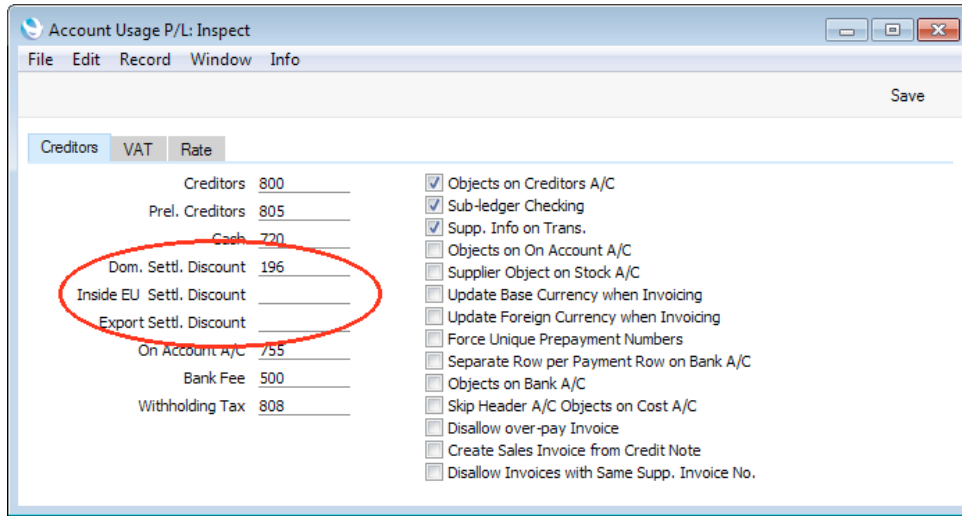 Account Usage P/L: Inspect
File Edit Record Window Info
Save
Creditors VAT Rate
Creditors 800
Prel. Creditors 805
Cash 720
Dom. Settl. Discount 196
Inside EU Settl. Discount
Export Settl. Discount
On Account A/C 755
Bank Fee 500
Withholding Tax 808
Objects on Creditors A/C
Sub-ledger Checking
Supp. Info on Trans.
Objects on On Account A/C
Supplier Object on Stock A/C
Update Base Currency when Invoicing
Update Foreign Currency when Invoicing
Force Unique Prepayment Numbers
Separate Row per Payment Row on Bank A/C
Objects on Bank A/C
Skip Header A/C Objects on Cost A/C
Disallow over-pay Invoice
Create Sales Invoice from Credit Note
Disallow Invoices with Same Supp. Invoice No.